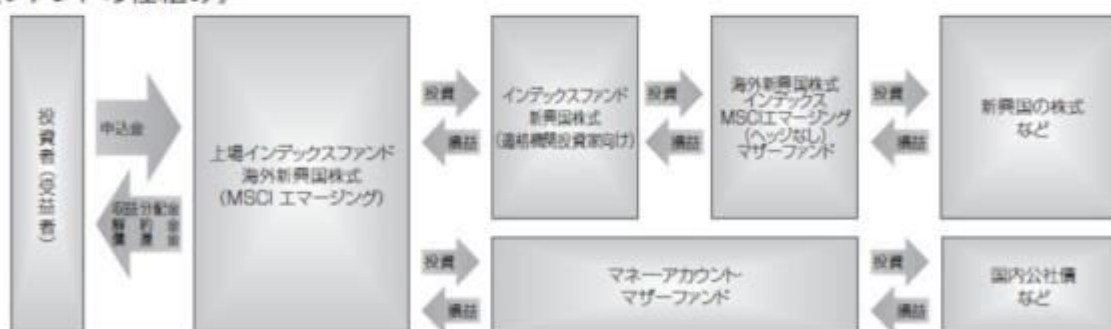 投資者（受益者）
申込金
収益分配金
解約金
償還金
上場インデックスファンド
海外新興国株式
(MSCI エマージング)
投資
損益
インデックスファンド
新興国株式
(適格機関投資家向け)
投資
損益
海外新興国株式
インデックス
MSCIエマージング
(ヘッジなし)
マザーファンド
投資
損益
新興国の株式
など
投資
損益
マネー・アカウント・
マザーファンド
投資
損益
国内公社債
など